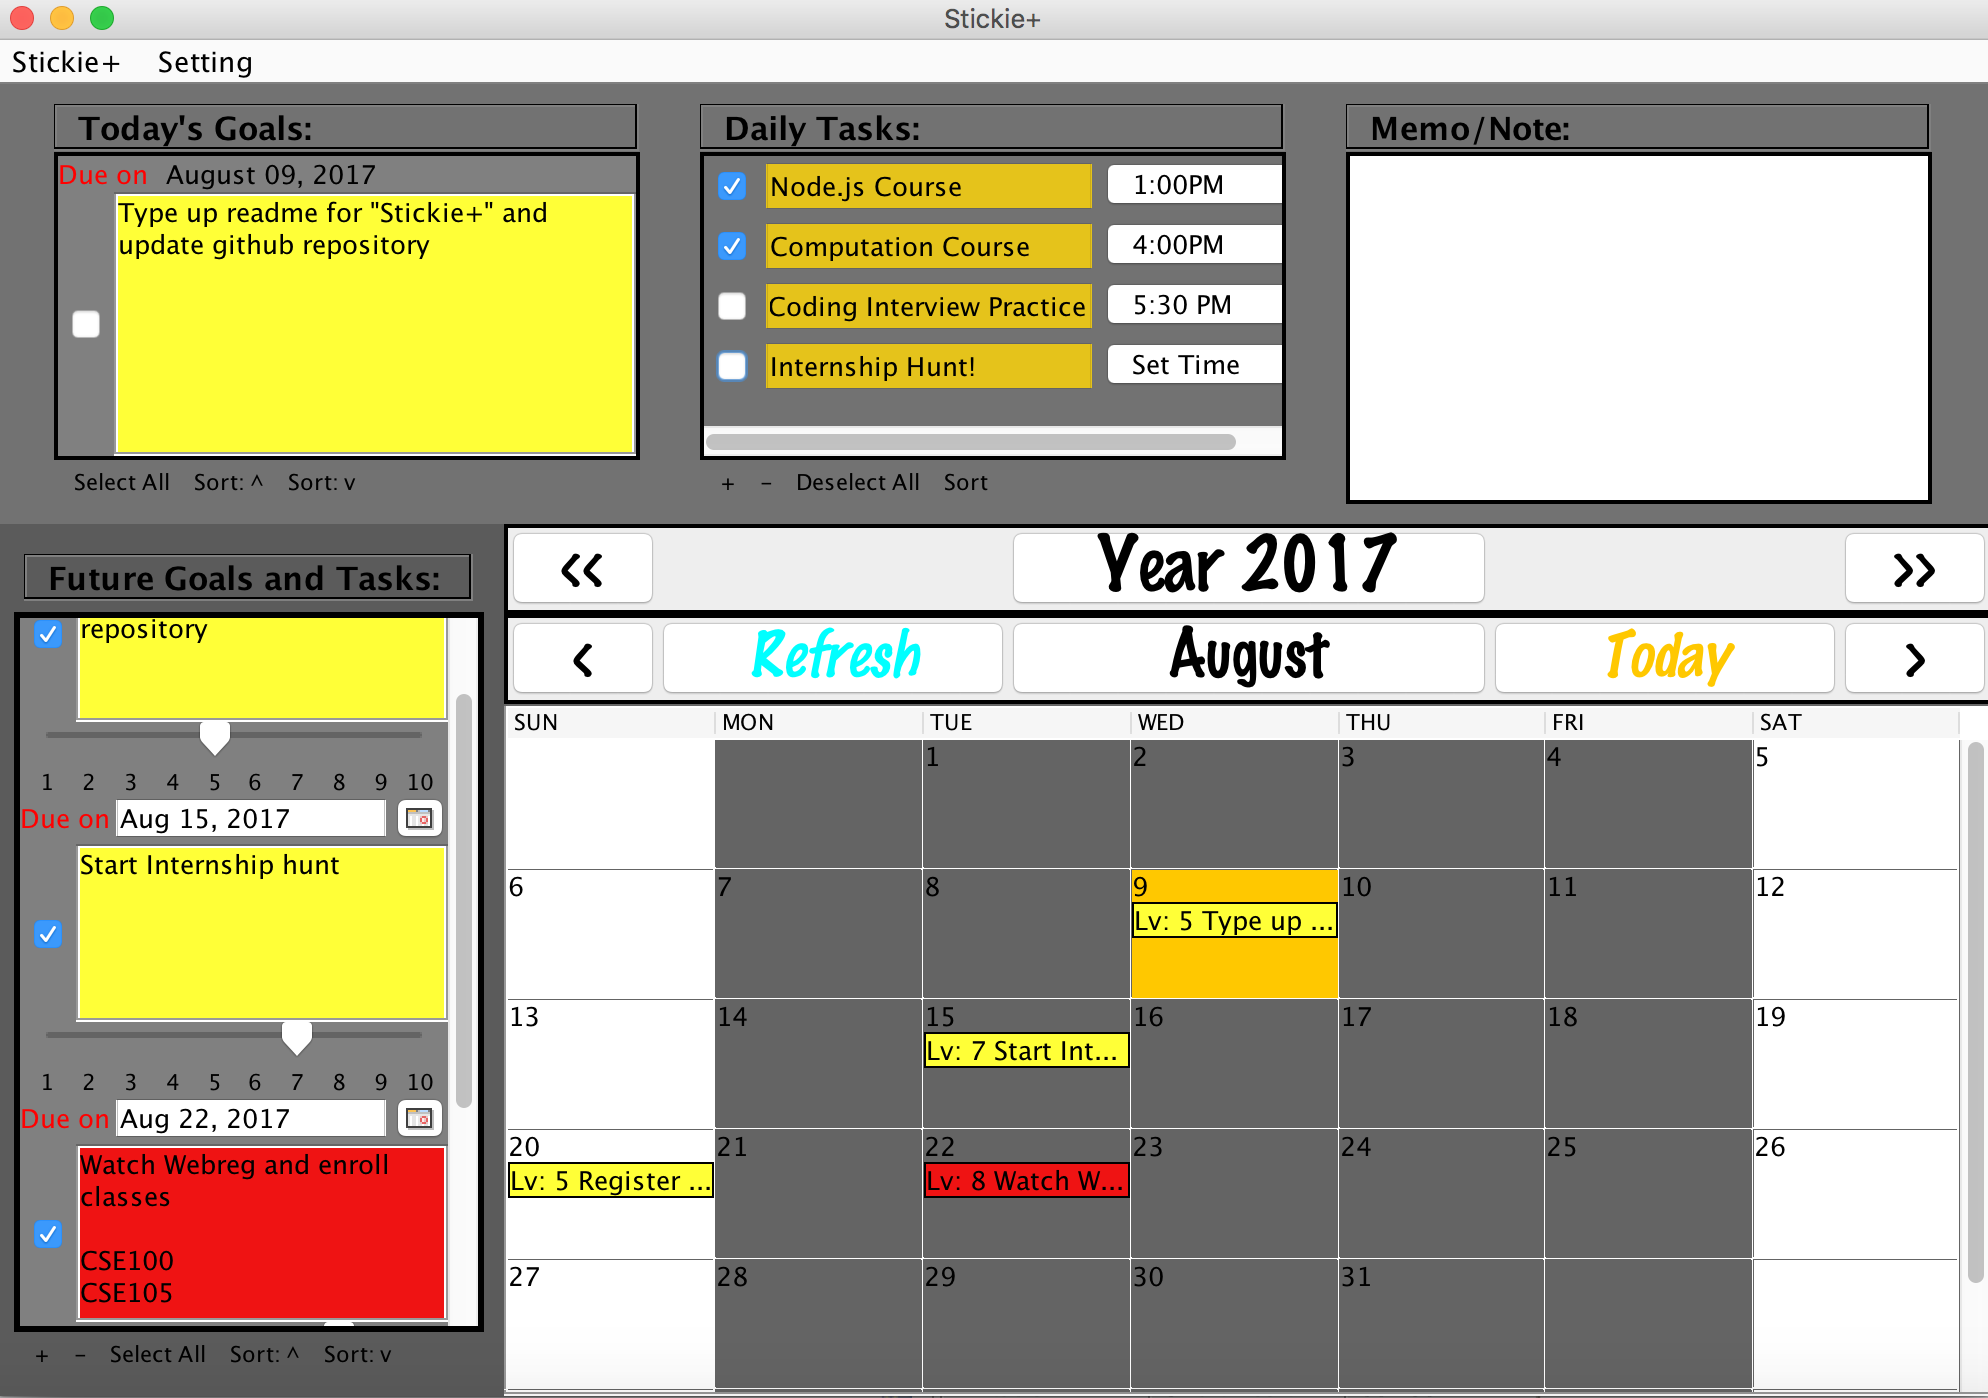 Stickie+
Stickie+ Setting
Today's Goals:
Due on August 09, 2017
Type up readme for "Stickie+" and
update github repository
Select All Sort: ^ Sort: v
Daily Tasks:
Node.js Course 1:00PM
Computation Course 4:00PM
Coding Interview Practice 5:30 PM
Internship Hunt! Set Time
+ - Deselect All Sort
Memo/Note:
Future Goals and Tasks:
repository
1 2 3 4 5 6 7 8 9 10
Due on Aug 15, 2017
Start Internship hunt
1 2 3 4 5 6 7 8 9 10
Due on Aug 22, 2017
Watch Webreg and enroll
classes
CSE100
CSE105
+ - Select All Sort: ^ Sort: v
<< Year 2017 >>
< Refresh August Today >
SUN MON TUE WED THU FRI SAT
1 2 3 4 5
6 7 8 9 10 11 12
Lv: 5 Type up ...
13 14 15 16 17 18 19
Lv: 7 Start Int...
20 21 22 23 24 25 26
Lv: 5 Register ... Lv: 8 Watch W...
27 28 29 30 31